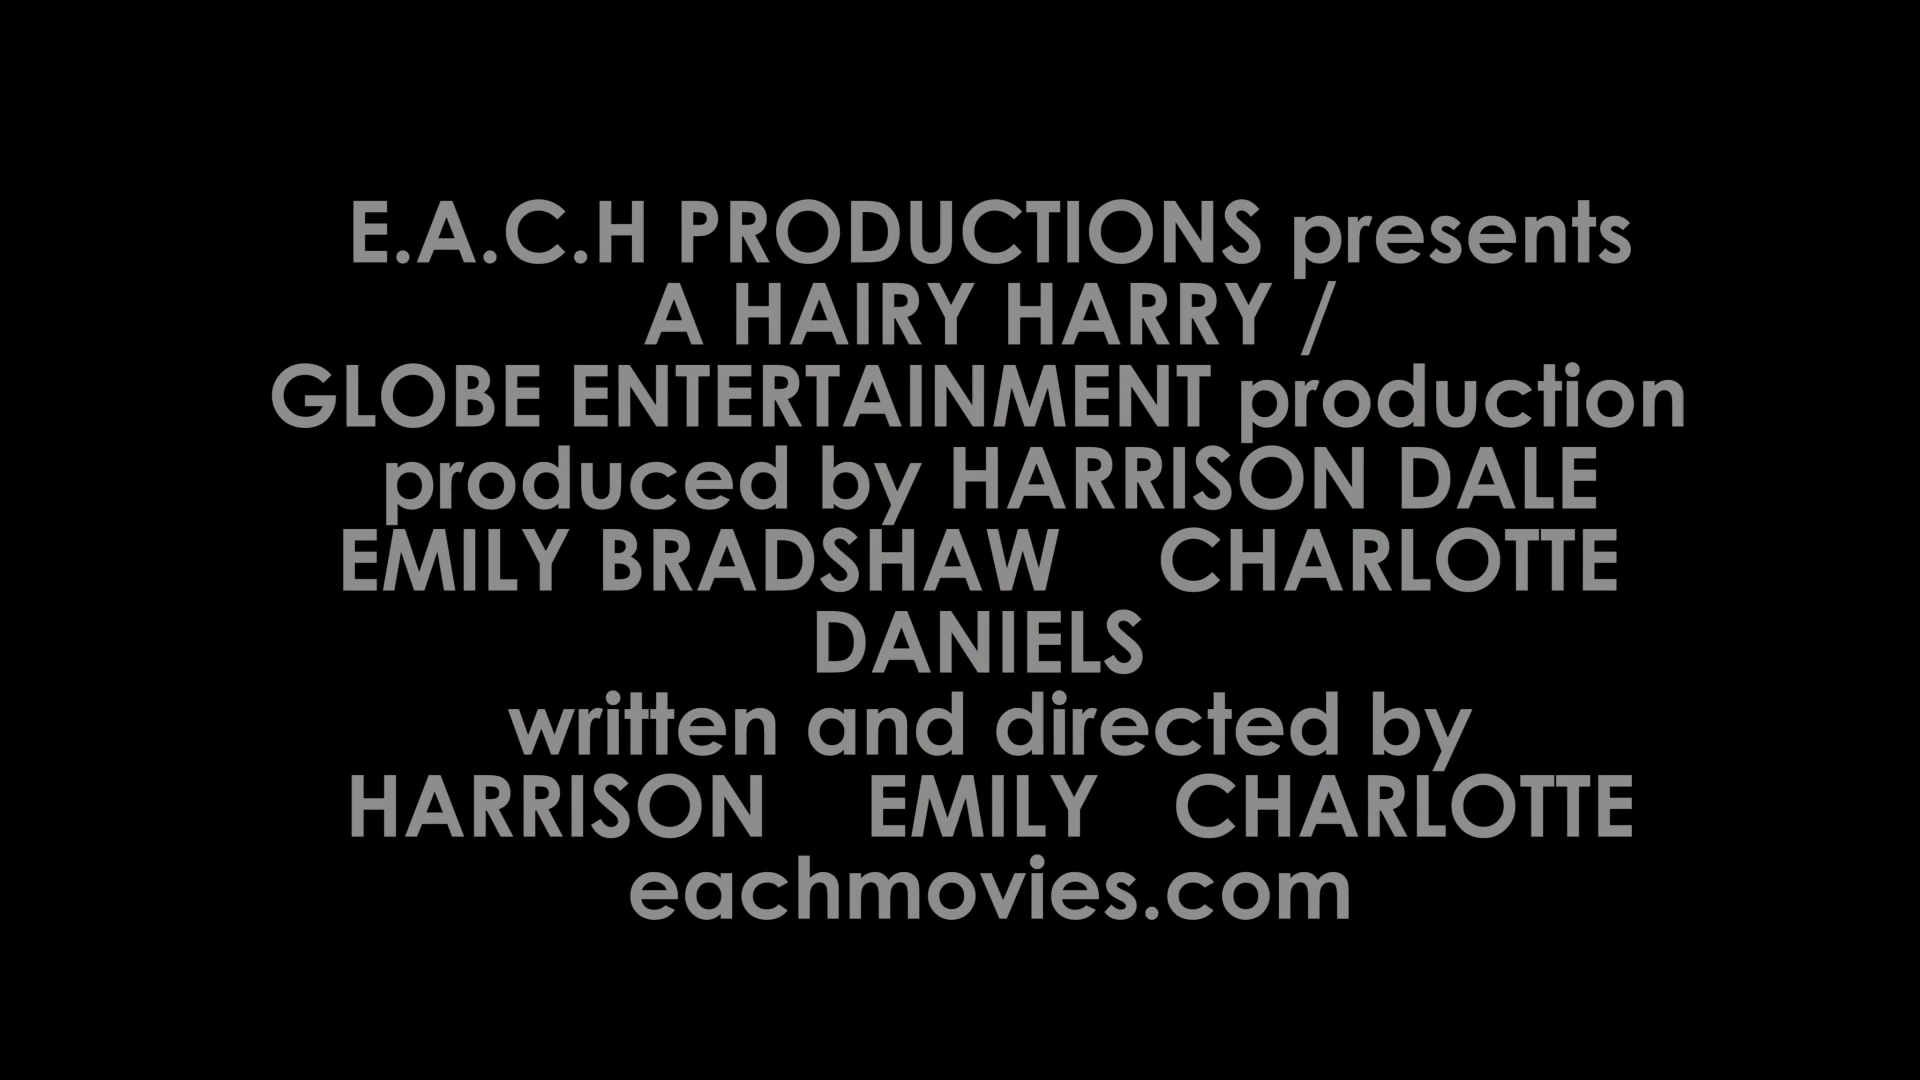 E.A.C.H PRODUCTIONS presents
A HAIRY HARRY /
GLOBE ENTERTAINMENT production
produced by HARRISON DALE
EMILY BRADSHAW CHARLOTTE
DANIELS
written and directed by
HARRISON EMILY CHARLOTTE
eachmovies.com